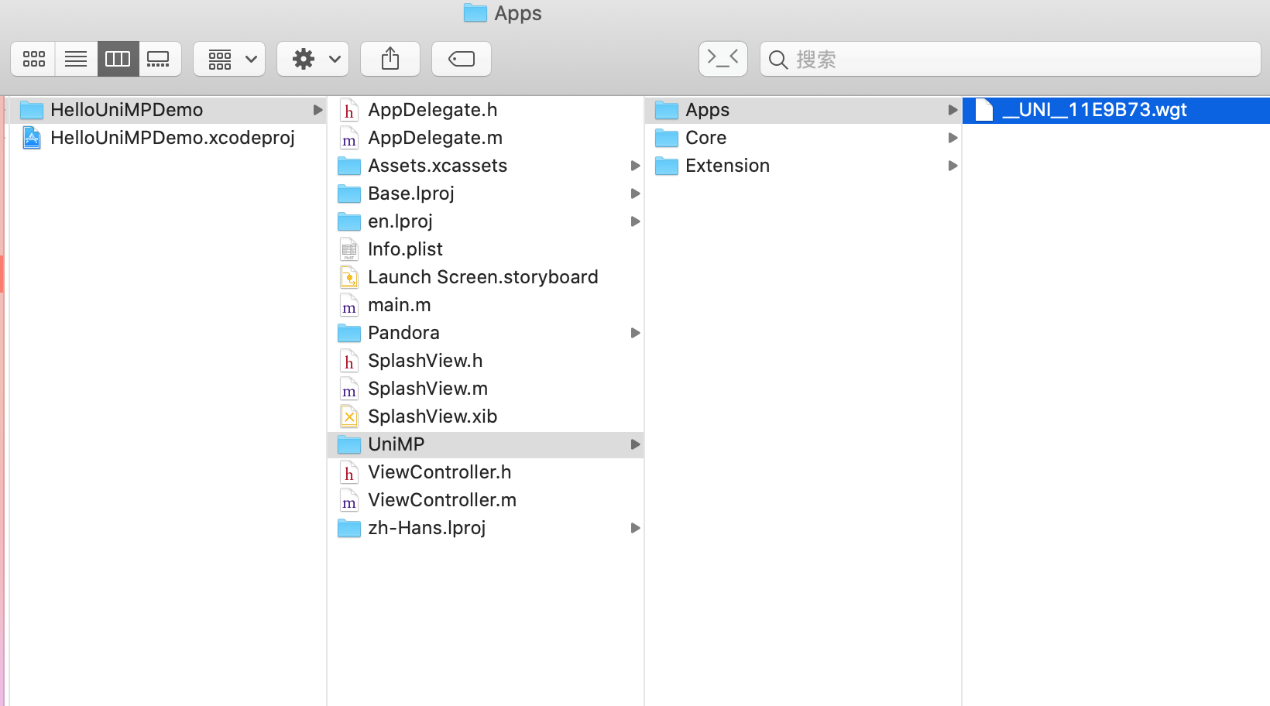 Apps
搜索
HelloUniMPDemo
HelloUniMPDemo.xcodeproj
AppDelegate.h
AppDelegate.m
Assets.xcassets
Base.lproj
en.lproj
Info.plist
Launch Screen.storyboard
main.m
Pandora
SplashView.h
SplashView.m
SplashView.xib
UniMP
ViewController.h
ViewController.m
zh-Hans.lproj
Apps
Core
Extension
__UNI__11E9B73.wgt